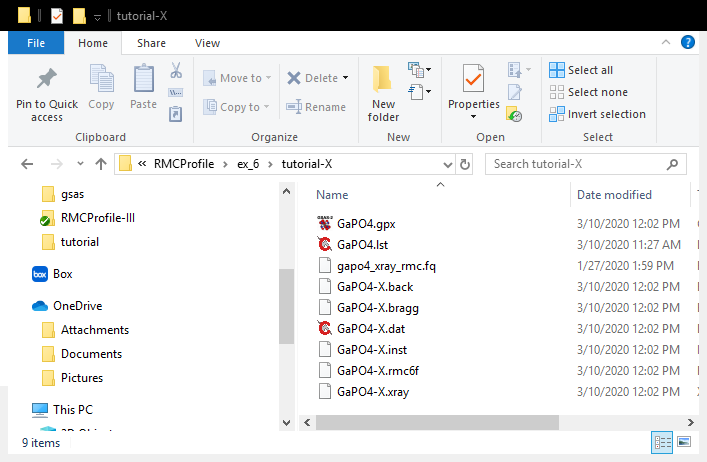 tutorial-X
File Home Share View
Pin to Quick access
Copy
Paste
Clipboard
Move to
Copy to
Delete
Rename
Organize
New folder
New
Properties
Open
Select all
Select none
Invert selection
Select
« RMCProfile ex_6 tutorial-X
Search tutorial-X
gsas
RMCProfile-III
tutorial
Box
OneDrive
Attachments
Documents
Pictures
This PC
Name Date modified
GaPO4.gpx 3/10/2020 12:02 PM
GaPO4.lst 3/10/2020 11:27 AM
gapo4_xray_rmc.fq 1/27/2020 1:59 PM
GaPO4-X.back 3/10/2020 12:02 PM
GaPO4-X.bragg 3/10/2020 12:02 PM
GaPO4-X.dat 3/10/2020 12:02 PM
GaPO4-X.inst 3/10/2020 12:02 PM
GaPO4-X.rmc6f 3/10/2020 12:02 PM
GaPO4-X.xray 3/10/2020 12:02 PM
9 items